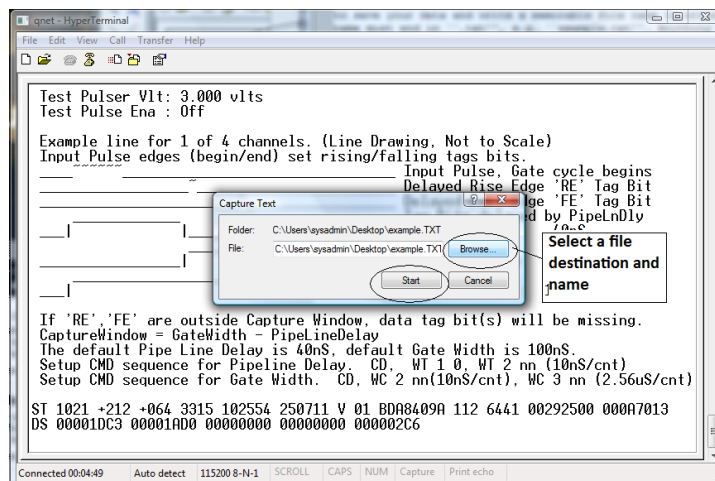 qnet - HyperTerminal
File Edit View Call Transfer Help
Test Pulser Vlt: 3.000 vlts
Test Pulse Ena : Off
Example line for 1 of 4 channels. (Line Drawing, Not to Scale)
Input Pulse edges (begin/end) set rising/falling tags bits.
Input Pulse, Gate cycle begins
Delayed Rise Edge 'RE' Tag Bit
ge 'FE' Tag Bit
d by PipeLnDly
Capture Text
Folder: C:\Users\sysadmin\Desktop\example.TXT
File: C:\Users\sysadmin\Desktop\example.TXT Browse...
Start Cancel
Select a file
destination and
name
If 'RE','FE' are outside Capture Window, data tag bit(s) will be missing.
CaptureWindow = GateWidth - PipeLineDelay
The default Pipe Line Delay is 40nS, default Gate Width is 100nS.
Setup CMD sequence for Pipeline Delay. CD, WT 1 0, WT 2 nn (10nS/cnt)
Setup CMD sequence for Gate Width. CD, WC 2 nn(10nS/cnt), WC 3 nn (2.56uS/cnt)
ST 1021 +212 +064 3315 102554 250711 V 01 BDA8409A 112 6441 00292500 000A7013
DS 00001DC3 00001AD0 00000000 00000000 000002C6
Connected 00:04:49 Auto detect 115200 8-N-1 SCROLL CAPS NUM Capture Print echo